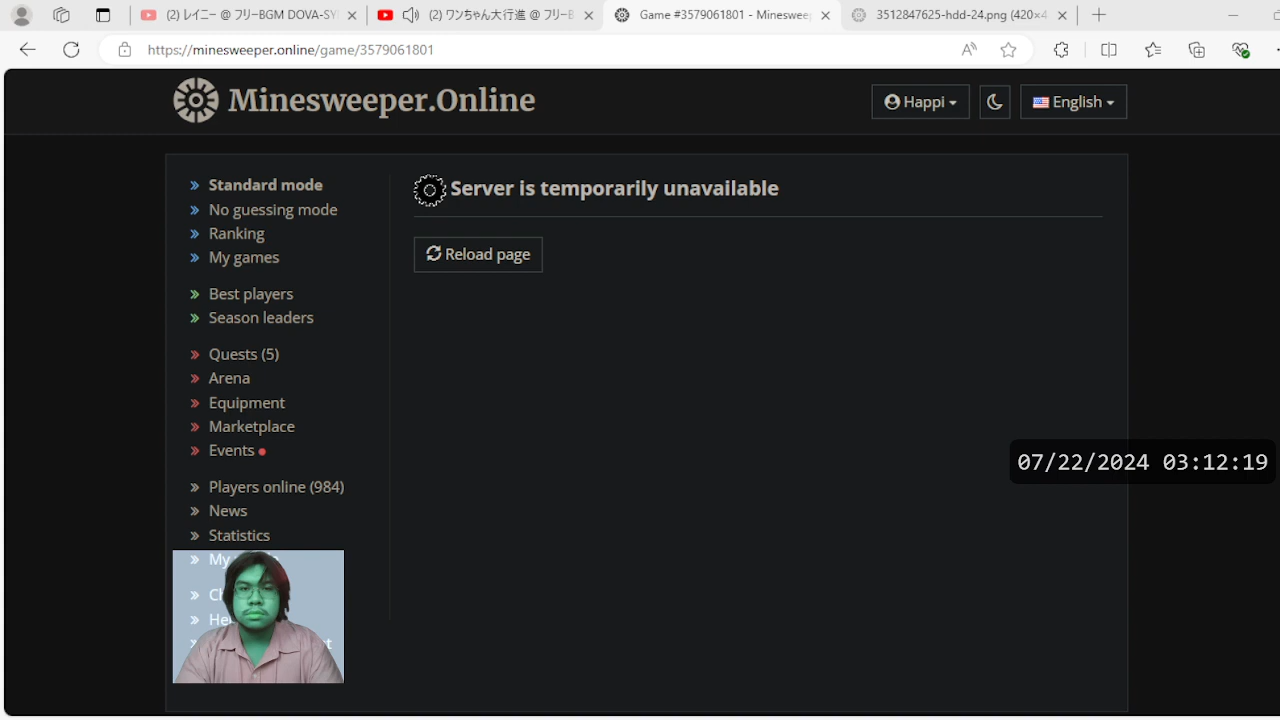 (2) レイニー @ フリーBGM DOVA-SY
(2) ワンちゃん大行進 @ フリーB
Game #3579061801 - Minesweepe
3512847625-hdd-24.png (420×4
https://minesweeper.online/game/3579061801
Minesweeper.Online
Happi
English
Standard mode
No guessing mode
Ranking
My games
Best players
Season leaders
Quests (5)
Arena
Equipment
Marketplace
Events
Players online (984)
News
Statistics
My
Server is temporarily unavailable
Reload page
07/22/2024 03:12:19